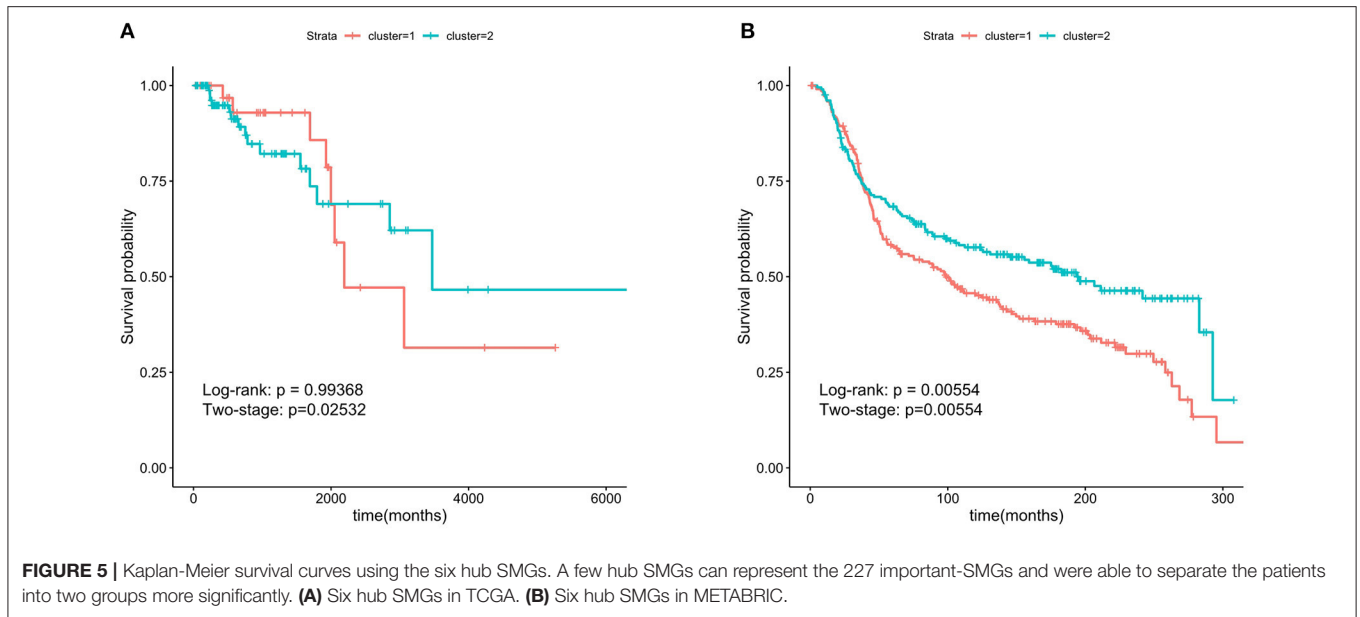 A
Strata cluster=1 cluster=2
1.00
0.75
0.50
0.25
0.00
Survival probability
Log-rank: p = 0.99368
Two-stage: p=0.02532
0 2000 4000 6000
time(months)
B
Strata cluster=1 cluster=2
1.00
0.75
0.50
0.25
0.00
Survival probability
Log-rank: p = 0.00554
Two-stage: p=0.00554
0 100 200 300
time(months)
FIGURE 5 | Kaplan-Meier survival curves using the six hub SMGs. A few hub SMGs can represent the 227 important-SMGs and were able to separate the patients
into two groups more significantly. (A) Six hub SMGs in TCGA. (B) Six hub SMGs in METABRIC.